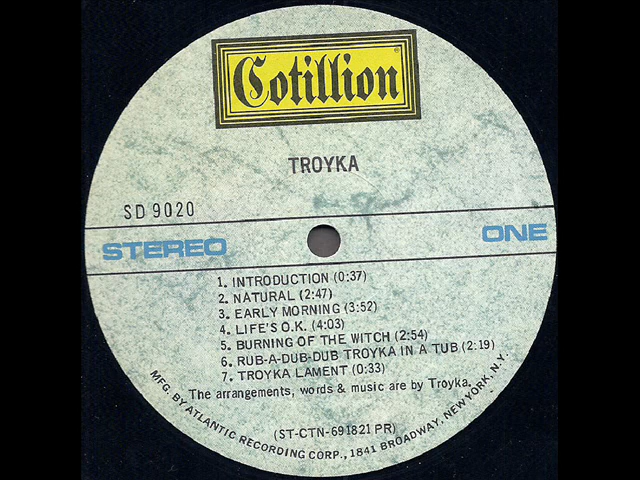 Cotillion®
TROYKA
SD 9020
STEREO
ONE
1. INTRODUCTION (0:37)
2. NATURAL (2:47)
3. EARLY MORNING (3:52)
4. LIFE'S O.K. (4:03)
5. BURNING OF THE WITCH (2:54)
6. RUB-A-DUB-DUB TROYKA IN A TUB (2:19)
7. TROYKA LAMENT (0:33)
The arrangements, words & music are by Troyka.
(ST-CTN-691821 PR)
MFG. BY ATLANTIC RECORDING CORP., 1841 BROADWAY, NEW YORK, N.Y.